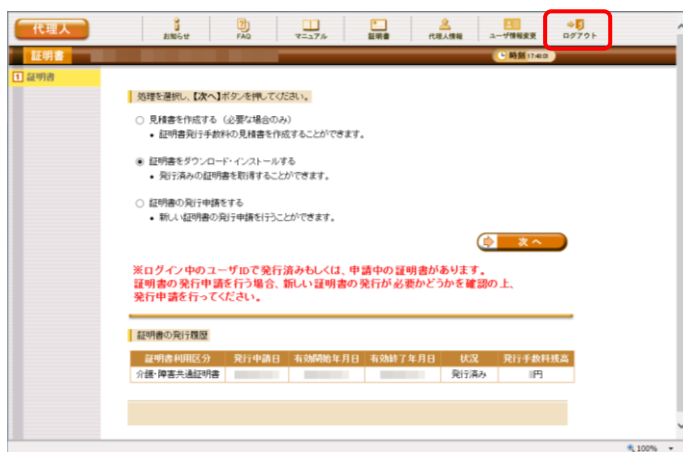 代理人
お知らせ
FAQ
マニュアル
証明書
代理人情報
ユーザ情報変更
ログアウト
証明書
時刻 17:48:03
1 証明書
処理を選択し、【次へ】ボタンを押してください。
見積書を作成する（必要な場合のみ）
• 証明書発行手数料の見積書を作成することができます。
証明書をダウンロード・インストールする
• 発行済みの証明書を取得することができます。
証明書の発行申請をする
• 新しい証明書の発行申請を行うことができます。
次へ
※ログイン中のユーザIDで発行済みもしくは、申請中の証明書があります。
証明書の発行申請を行う場合、新しい証明書の発行が必要かどうかを確認の上、
発行申請を行ってください。
証明書の発行履歴
証明書利用区分 発行申請日 有効開始年月日 有効終了年月日 状況 発行手数料残高
介護・障害共通証明書 発行済み 円
100%